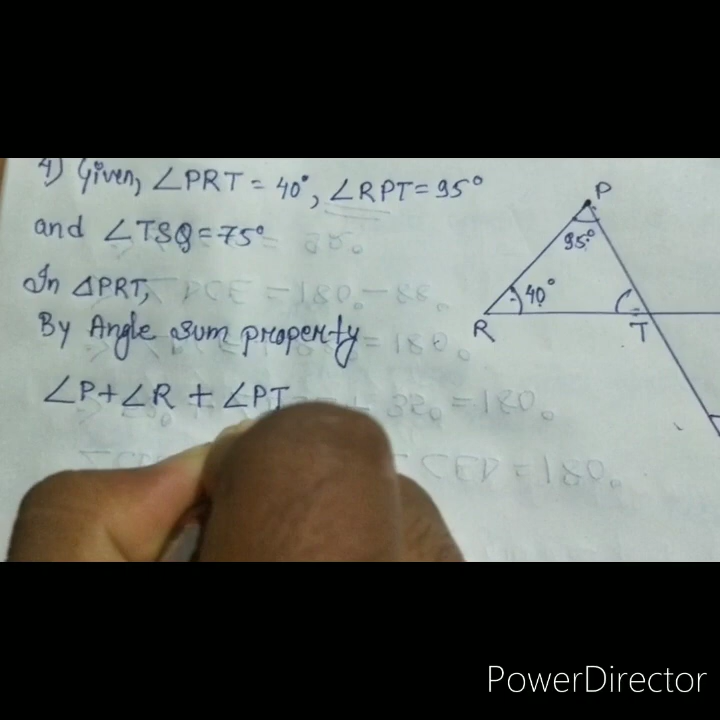 4) Given, ∠PRT = 40°, ∠RPT = 95°
and ∠TSQ = 75°
In ΔPRT,
By Angle sum property
∠P + ∠R + ∠PT
P
95°
40°
R
T
PowerDirector